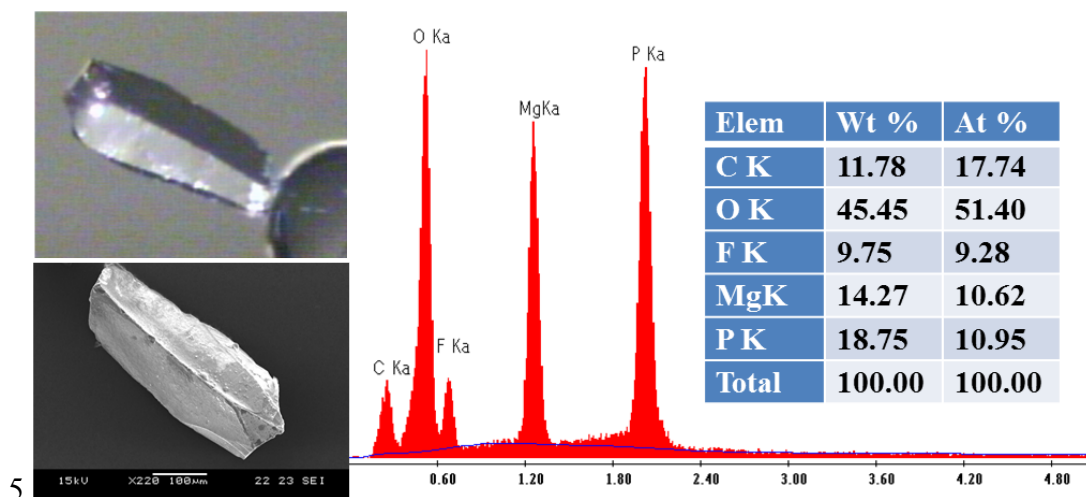 O Ka
P Ka
MgKa
C Ka
F Ka
0.60 1.20 1.80 2.40 3.00 3.60 4.20 4.80
Elem Wt % At %
C K 11.78 17.74
O K 45.45 51.40
F K 9.75 9.28
MgK 14.27 10.62
P K 18.75 10.95
Total 100.00 100.00
15kV X220 100μm 22 23 SEI
5